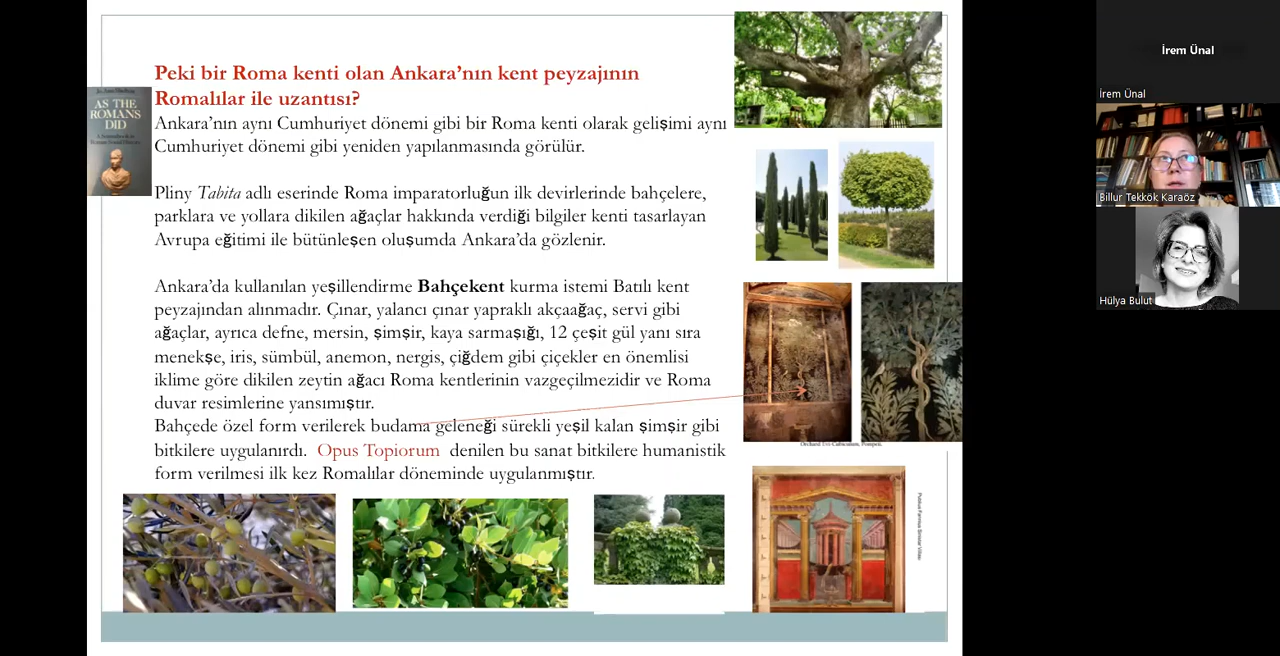 Peki bir Roma kenti olan Ankara'nın kent peyzajının
Romalılar ile uzantısı?
Ankara'nın aynı Cumhuriyet dönemi gibi bir Roma kenti olarak gelişimi aynı
Cumhuriyet dönemi gibi yeniden yapılanmasında görülür.
Pliny Tabita adlı eserinde Roma imparatorluğun ilk devirlerinde bahçelere,
parklara ve yollara dikilen ağaçlar hakkında verdiği bilgiler kenti tasarlayan
Avrupa eğitimi ile bütünleşen oluşumda Ankara'da gözlenir.
Ankara'da kullanılan yeşillendirme Bahçekent kurma istemi Batılı kent
peyzajından alınmadır. Çınar, yalancı çınar yapraklı akçaağaç, servi gibi
ağaçlar, ayrıca defne, mersin, şimşir, kaya sarmaşığı, 12 çeşit gül yanı sıra
menekşe, iris, sümbül, anemon, nergis, çiğdem gibi çiçekler en önemlisi
iklime göre dikilen zeytin ağacı Roma kentlerinin vazgeçilmezidir ve Roma
duvar resimlerine yansımıştır.
Bahçede özel form verilerek budama geleneği sürekli yeşil kalan şimşir gibi
bitkilere uygulanırdı. Opus Topiorum denilen bu sanat bitkilere humanistik
form verilmesi ilk kez Romalılar döneminde uygulanmıştır.
AS THE
ROMANS
DID
İrem Ünal
İrem Ünal
Billur Tekkök Karaöz
Hülya Bulut